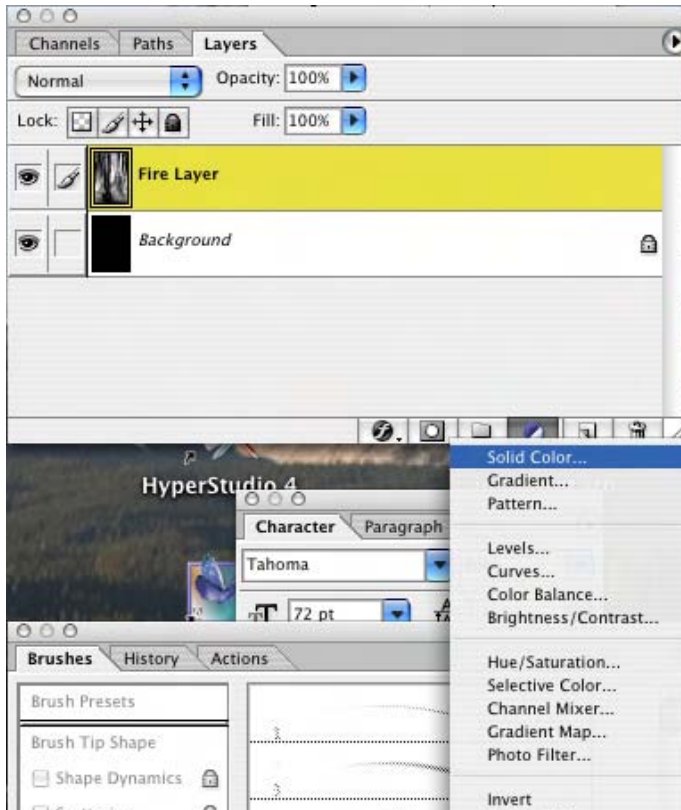 Channels Paths Layers
Normal Opacity: 100%
Lock: Fill: 100%
Fire Layer
Background
HyperStudio 4
Character Paragraph
Tahoma
T 72 pt
Brushes History Actions
Brush Presets
Brush Tip Shape
Shape Dynamics
Solid Color...
Gradient...
Pattern...
Levels...
Curves...
Color Balance...
Brightness/Contrast...
Hue/Saturation...
Selective Color...
Channel Mixer...
Gradient Map...
Photo Filter...
Invert